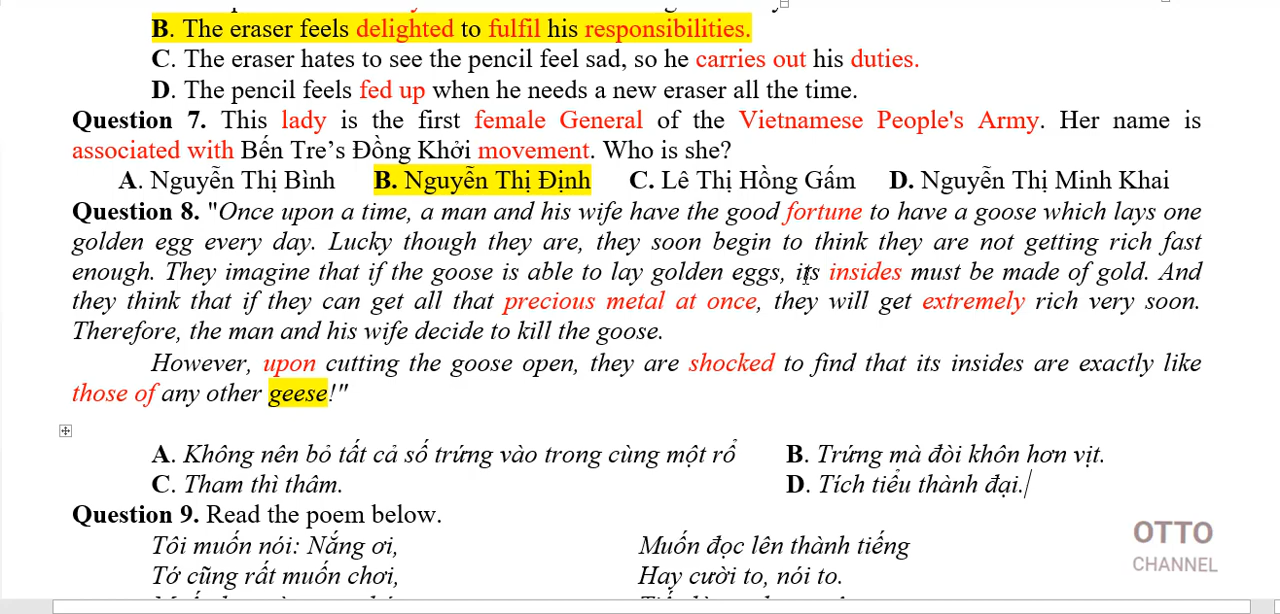 B. The eraser feels delighted to fulfil his responsibilities.
C. The eraser hates to see the pencil feel sad, so he carries out his duties.
D. The pencil feels fed up when he needs a new eraser all the time.
Question 7. This lady is the first female General of the Vietnamese People's Army. Her name is
associated with Bến Tre’s Đồng Khởi movement. Who is she?
A. Nguyễn Thị Bình B. Nguyễn Thị Định C. Lê Thị Hồng Gấm D. Nguyễn Thị Minh Khai
Question 8. "Once upon a time, a man and his wife have the good fortune to have a goose which lays one
golden egg every day. Lucky though they are, they soon begin to think they are not getting rich fast
enough. They imagine that if the goose is able to lay golden eggs, its insides must be made of gold. And
they think that if they can get all that precious metal at once, they will get extremely rich very soon.
Therefore, the man and his wife decide to kill the goose.
However, upon cutting the goose open, they are shocked to find that its insides are exactly like
those of any other geese!"
A. Không nên bỏ tất cả số trứng vào trong cùng một rổ B. Trứng mà đòi khôn hơn vịt.
C. Tham thì thâm. D. Tích tiểu thành đại.
Question 9. Read the poem below.
Tôi muốn nói: Nắng ơi, Muốn đọc lên thành tiếng
Tớ cũng rất muốn chơi, Hay cười to, nói to.
OTTO
CHANNEL